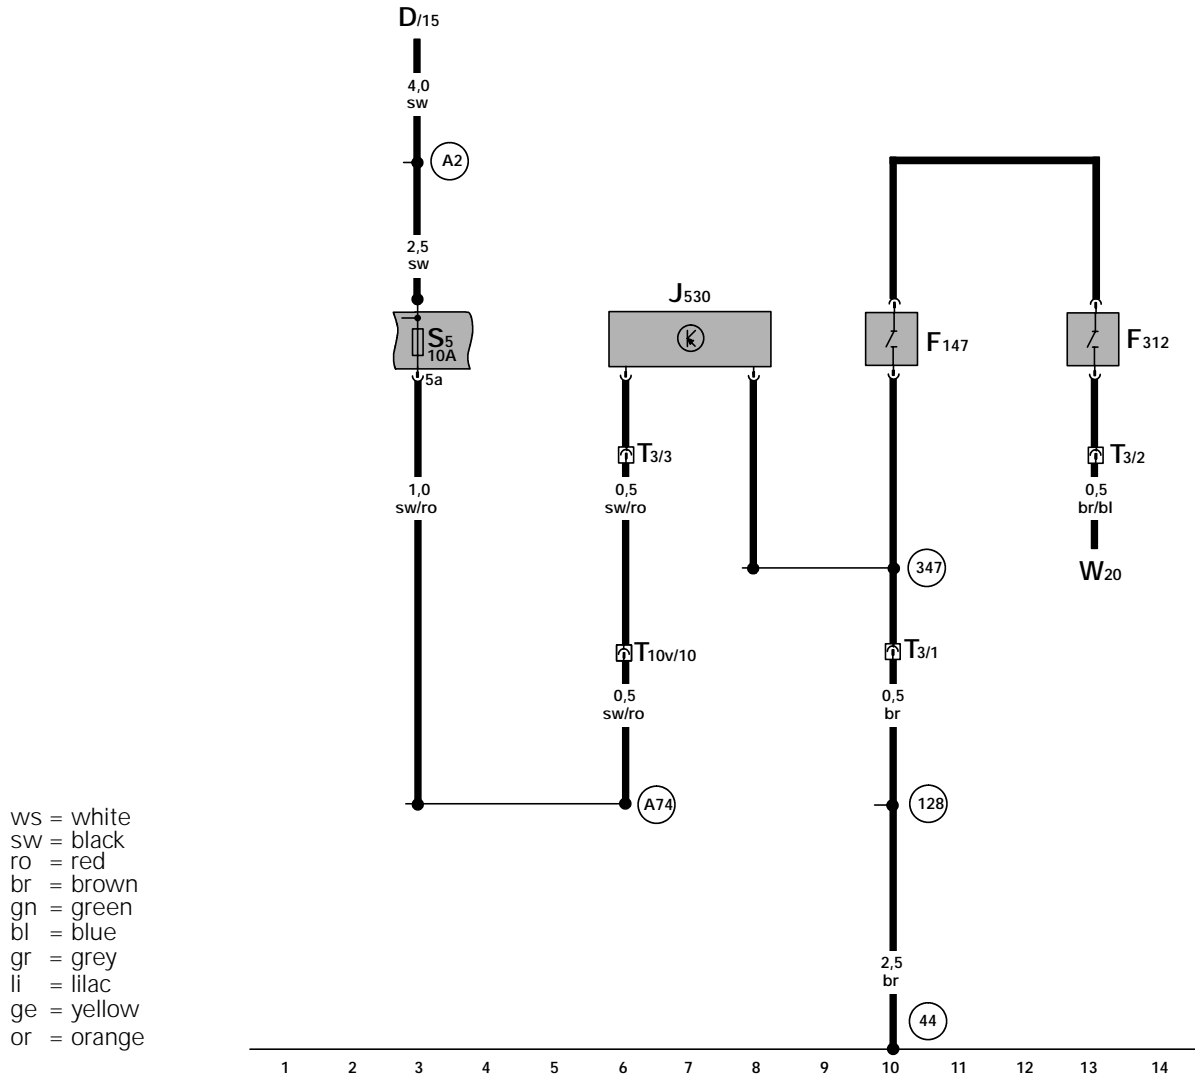 D/15
4,0
sw
A2
2,5
sw
J530
S5
10A
5a
F147
F312
T3/3
T3/2
1,0
sw/ro
0,5
sw/ro
0,5
br/bl
347
W20
T10v/10
T3/1
0,5
sw/ro
0,5
br
A74
128
ws = white
sw = black
ro = red
br = brown
gn = green
bl = blue
gr = grey
li = lilac
ge = yellow
or = orange
2,5
br
44
1 2 3 4 5 6 7 8 9 10 11 12 13 14